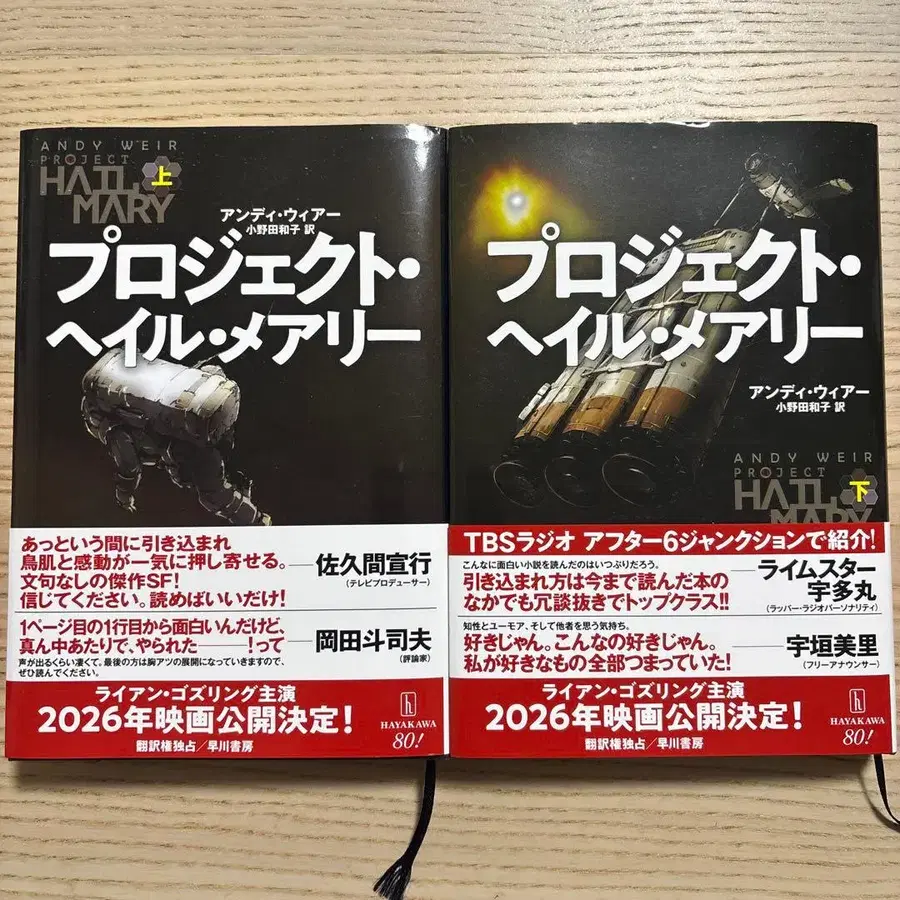 ANDY WEIR
PROJECT
HAIL
MARY
上
アンディ・ウィアー
小野田和子 訳
プロジェクト・
ヘイル・メアリー
あっという間に引き込まれ
鳥肌と感動が一気に押し寄せる。
文句なしの傑作SF!
信じてください。読めばいいだけ!
佐久間宣行
(テレビプロデューサー)
1ページ目の1行目から面白いんだけど、
真ん中あたりで、やられた――!って
声が出るくらい凄くて。最後の方は胸アツの展開になっていきますので、
ぜひ読んでください。
岡田斗司夫
(評論家)
ライアン・ゴズリング主演
2026年映画公開決定!
翻訳権独占/早川書房
h
HAYAKAWA
80!
プロジェクト・
ヘイル・メアリー
アンディ・ウィアー
小野田和子 訳
ANDY WEIR
PROJECT
HAIL
MARY
下
TBSラジオ アフター6ジャンクションで紹介!
こんなに面白い小説を読んだのはいつぶりだろう。
引き込まれ方は今まで読んだ本の
なかでも冗談抜きでトップクラス!!
ライムスター
宇多丸
(ラッパー・ラジオパーソナリティ)
知性とユーモア、そして他者を思う気持ち。
好きじゃん。こんなの好きじゃん。
私が好きなもの全部つまっていた!
宇垣美里
(フリーアナウンサー)
ライアン・ゴズリング主演
2026年映画公開決定!
翻訳権独占/早川書房
h
HAYAKAWA
80!